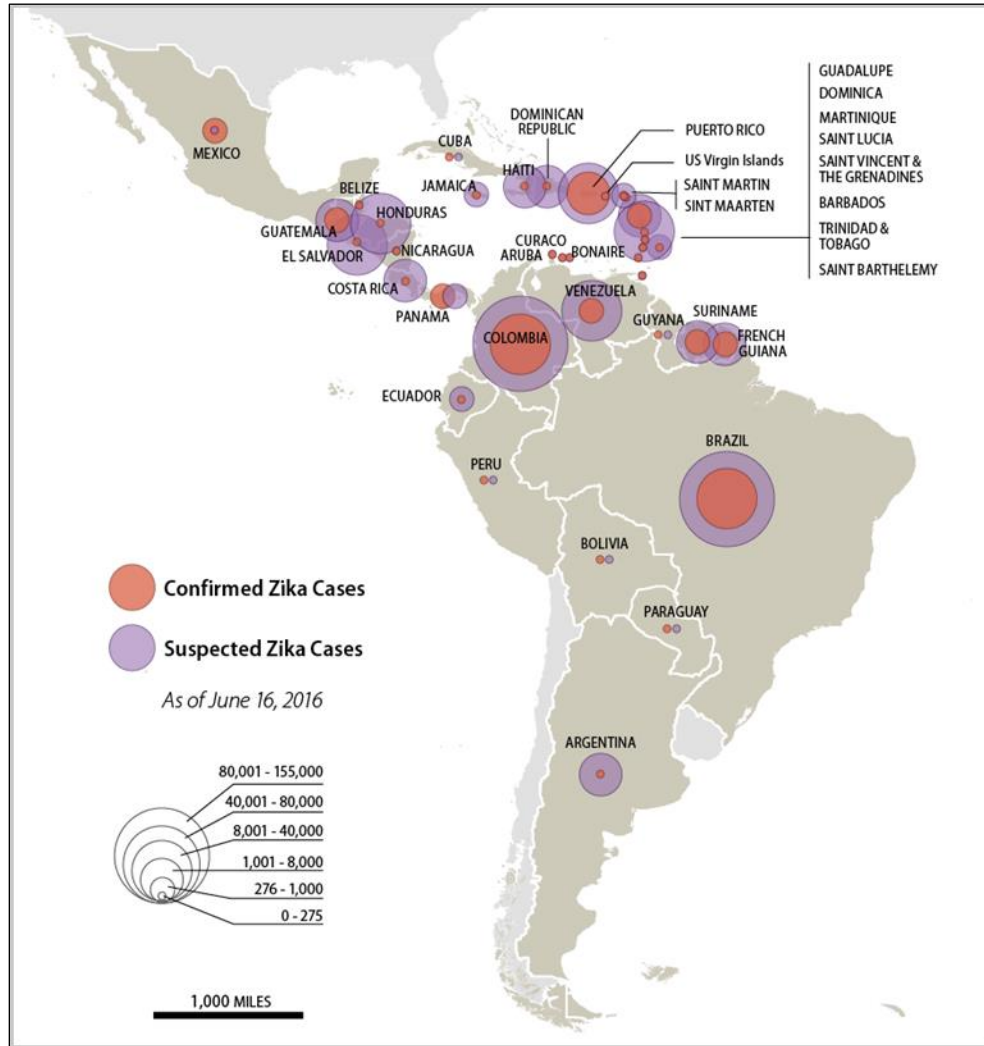 GUADALUPE
DOMINICA
MARTINIQUE
SAINT LUCIA
SAINT VINCENT &
THE GRENADINES
BARBADOS
TRINIDAD &
TOBAGO
SAINT BARTHELEMY
DOMINICAN
REPUBLIC
PUERTO RICO
US Virgin Islands
SAINT MARTIN
SINT MAARTEN
CUBA
MEXICO
HAITI
JAMAICA
BELIZE
HONDURAS
GUATEMALA
EL SALVADOR
NICARAGUA
CURACO
ARUBA
BONAIRE
COSTA RICA
PANAMA
VENEZUELA
GUYANA
SURINAME
FRENCH
GUIANA
COLOMBIA
ECUADOR
BRAZIL
PERU
BOLIVIA
PARAGUAY
ARGENTINA
Confirmed Zika Cases
Suspected Zika Cases
As of June 16, 2016
80,001 - 155,000
40,001 - 80,000
8,001 - 40,000
1,001 - 8,000
276 - 1,000
0 - 275
1,000 MILES